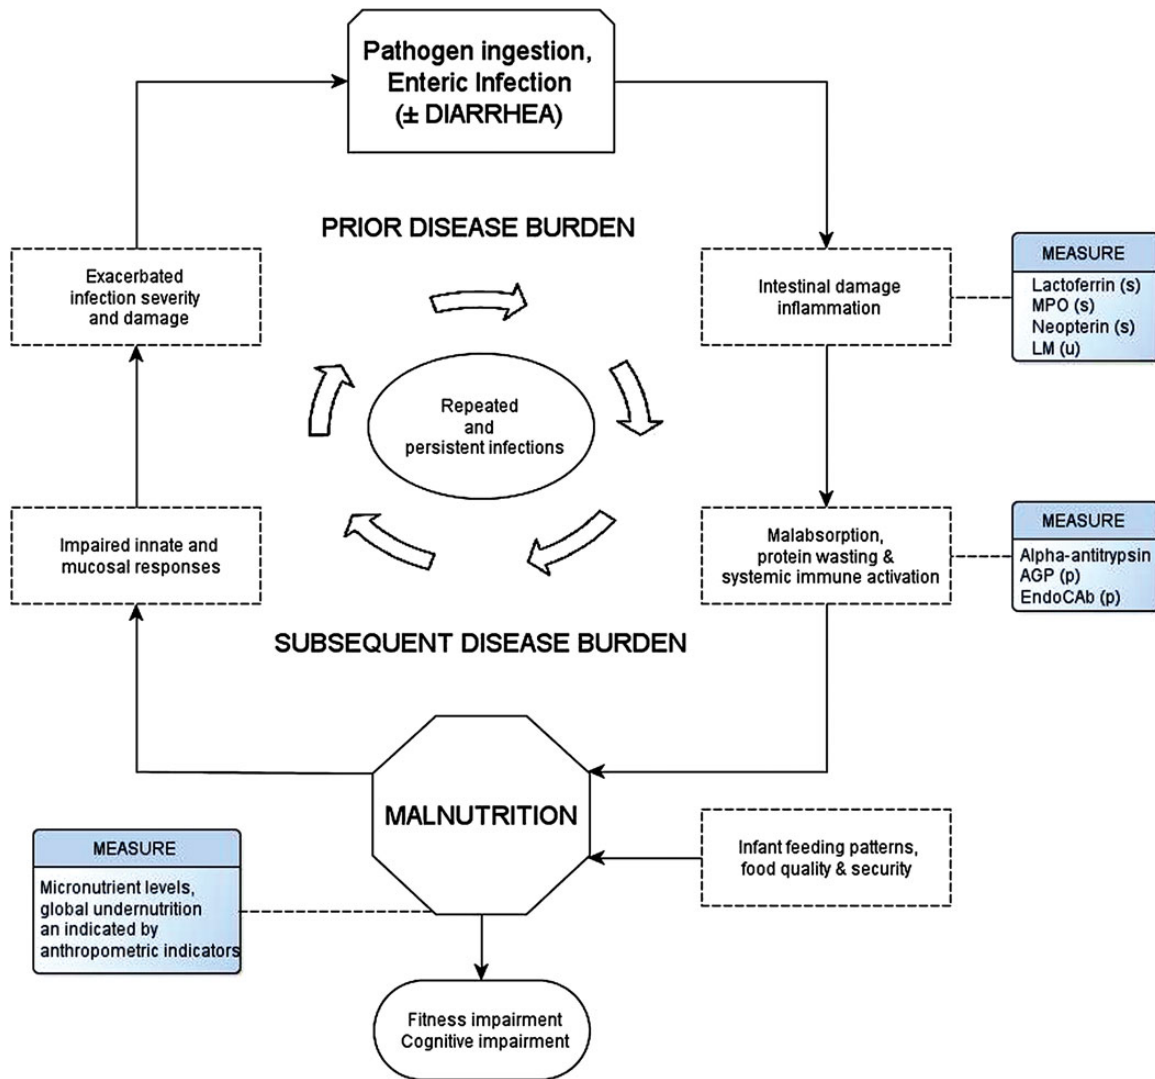 Pathogen ingestion,
Enteric Infection
(± DIARRHEA)
PRIOR DISEASE BURDEN
Exacerbated
infection severity
and damage
Intestinal damage
inflammation
MEASURE
Lactoferrin (s)
MPO (s)
Neopterin (s)
LM (u)
Repeated
and
persistent infections
Impaired innate and
mucosal responses
Malabsorption,
protein wasting &
systemic immune activation
MEASURE
Alpha-antitrypsin
AGP (p)
EndoCAb (p)
SUBSEQUENT DISEASE BURDEN
MALNUTRITION
Infant feeding patterns,
food quality & security
MEASURE
Micronutrient levels,
global undernutrition
an indicated by
anthropometric indicators
Fitness impairment
Cognitive impairment